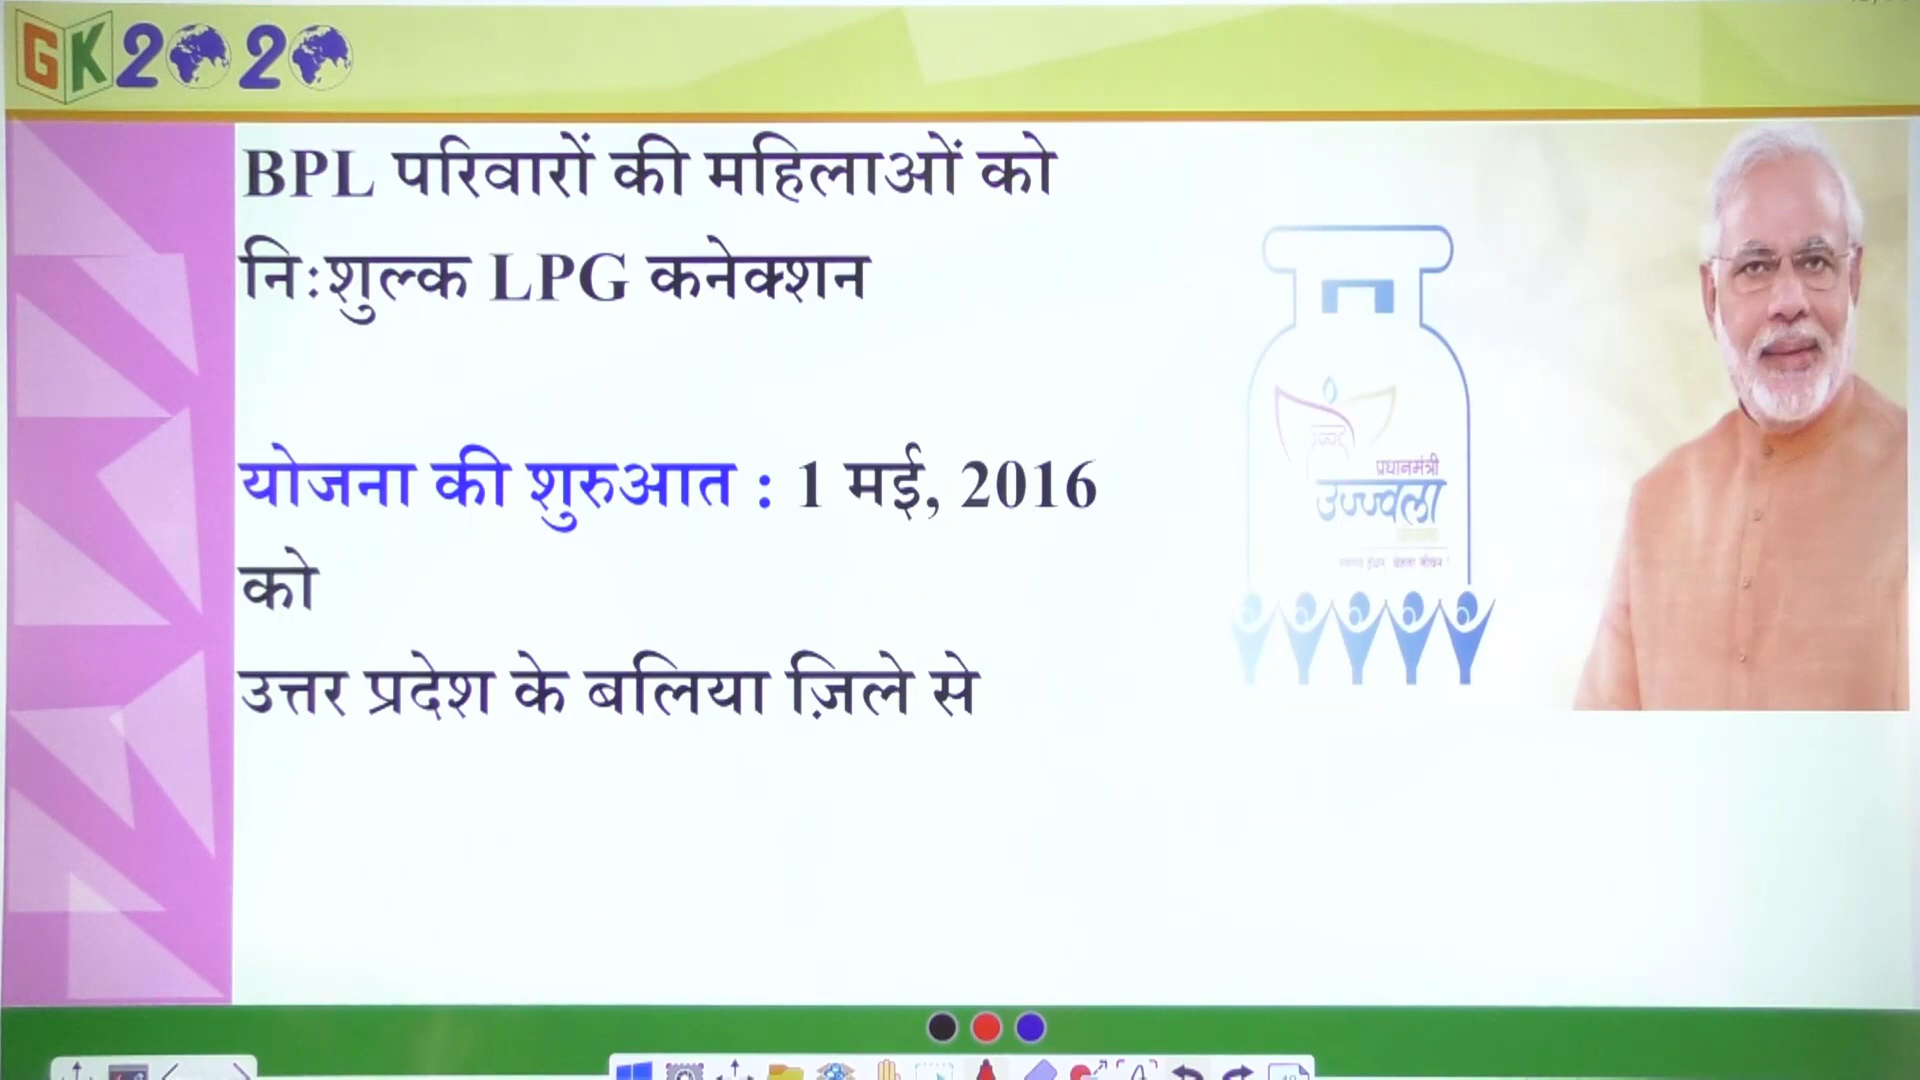 GK2020
BPL परिवारों की महिलाओं को
निःशुल्क LPG कनेक्शन
योजना की शुरुआत : 1 मई, 2016
को
उत्तर प्रदेश के बलिया ज़िले से
प्रधानमंत्री
उज्ज्वला